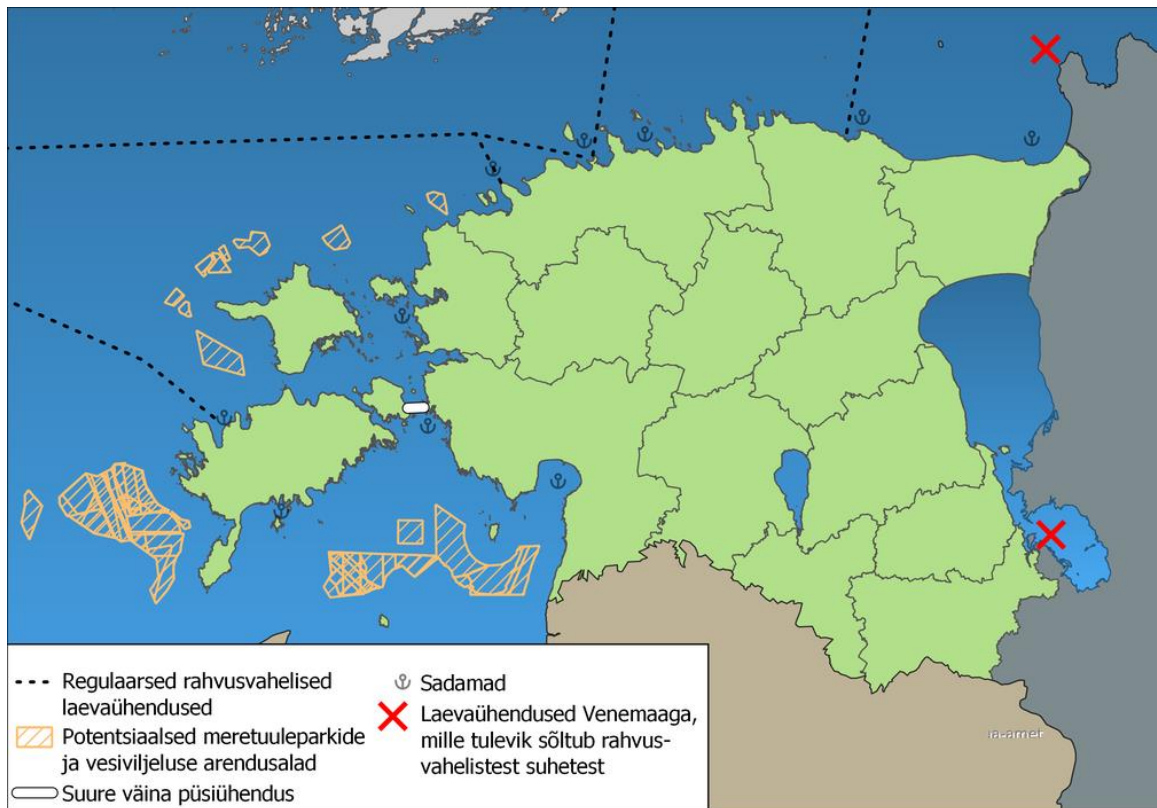 Regulaarsed rahvusvahelised
laevaühendused
Potentsiaalsed meretuuleparkide
ja vesiviljeluse arendusalad
Suure väina püsiühendus
Sadamad
Laevaühendused Venemaaga,
mille tulevik sõltub rahvus-
vahelistest suhetest